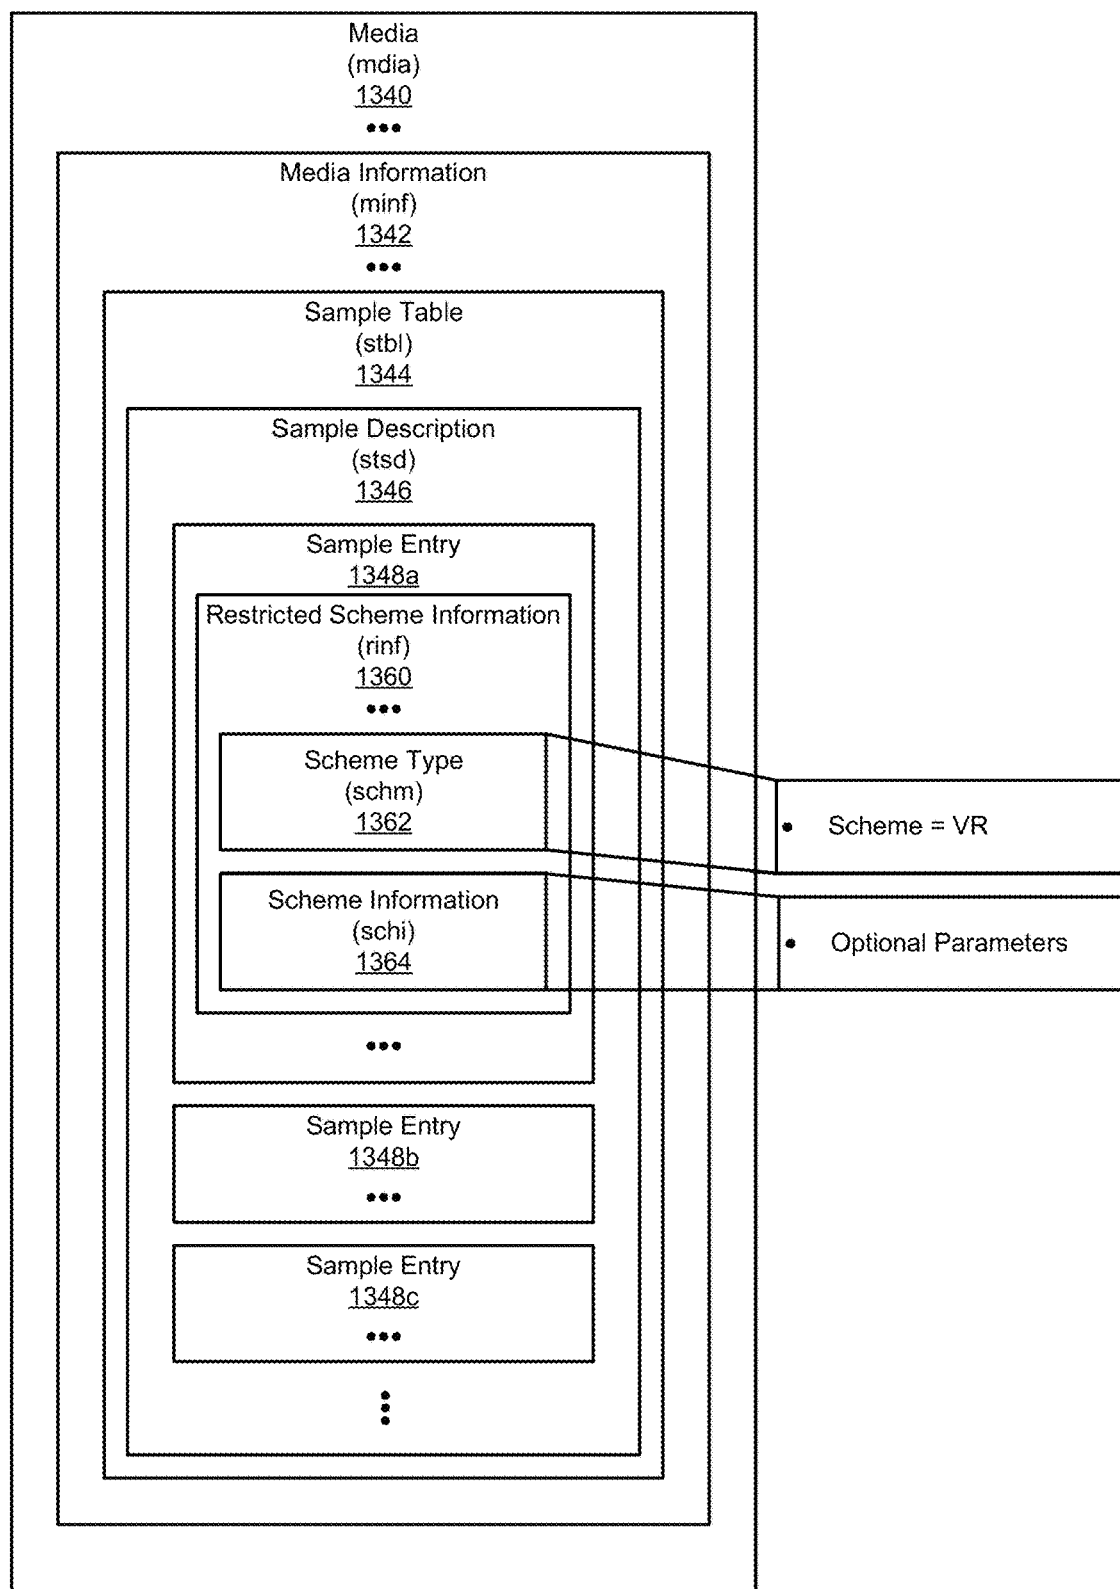 Media
(mdia)
1340
•••
Media Information
(minf)
1342
•••
Sample Table
(stbl)
1344
Sample Description
(stsd)
1346
Sample Entry
1348a
Restricted Scheme Information
(rinf)
1360
•••
Scheme Type
(schm)
1362
• Scheme = VR
Scheme Information
(schi)
1364
• Optional Parameters
•••
Sample Entry
1348b
•••
Sample Entry
1348c
•••